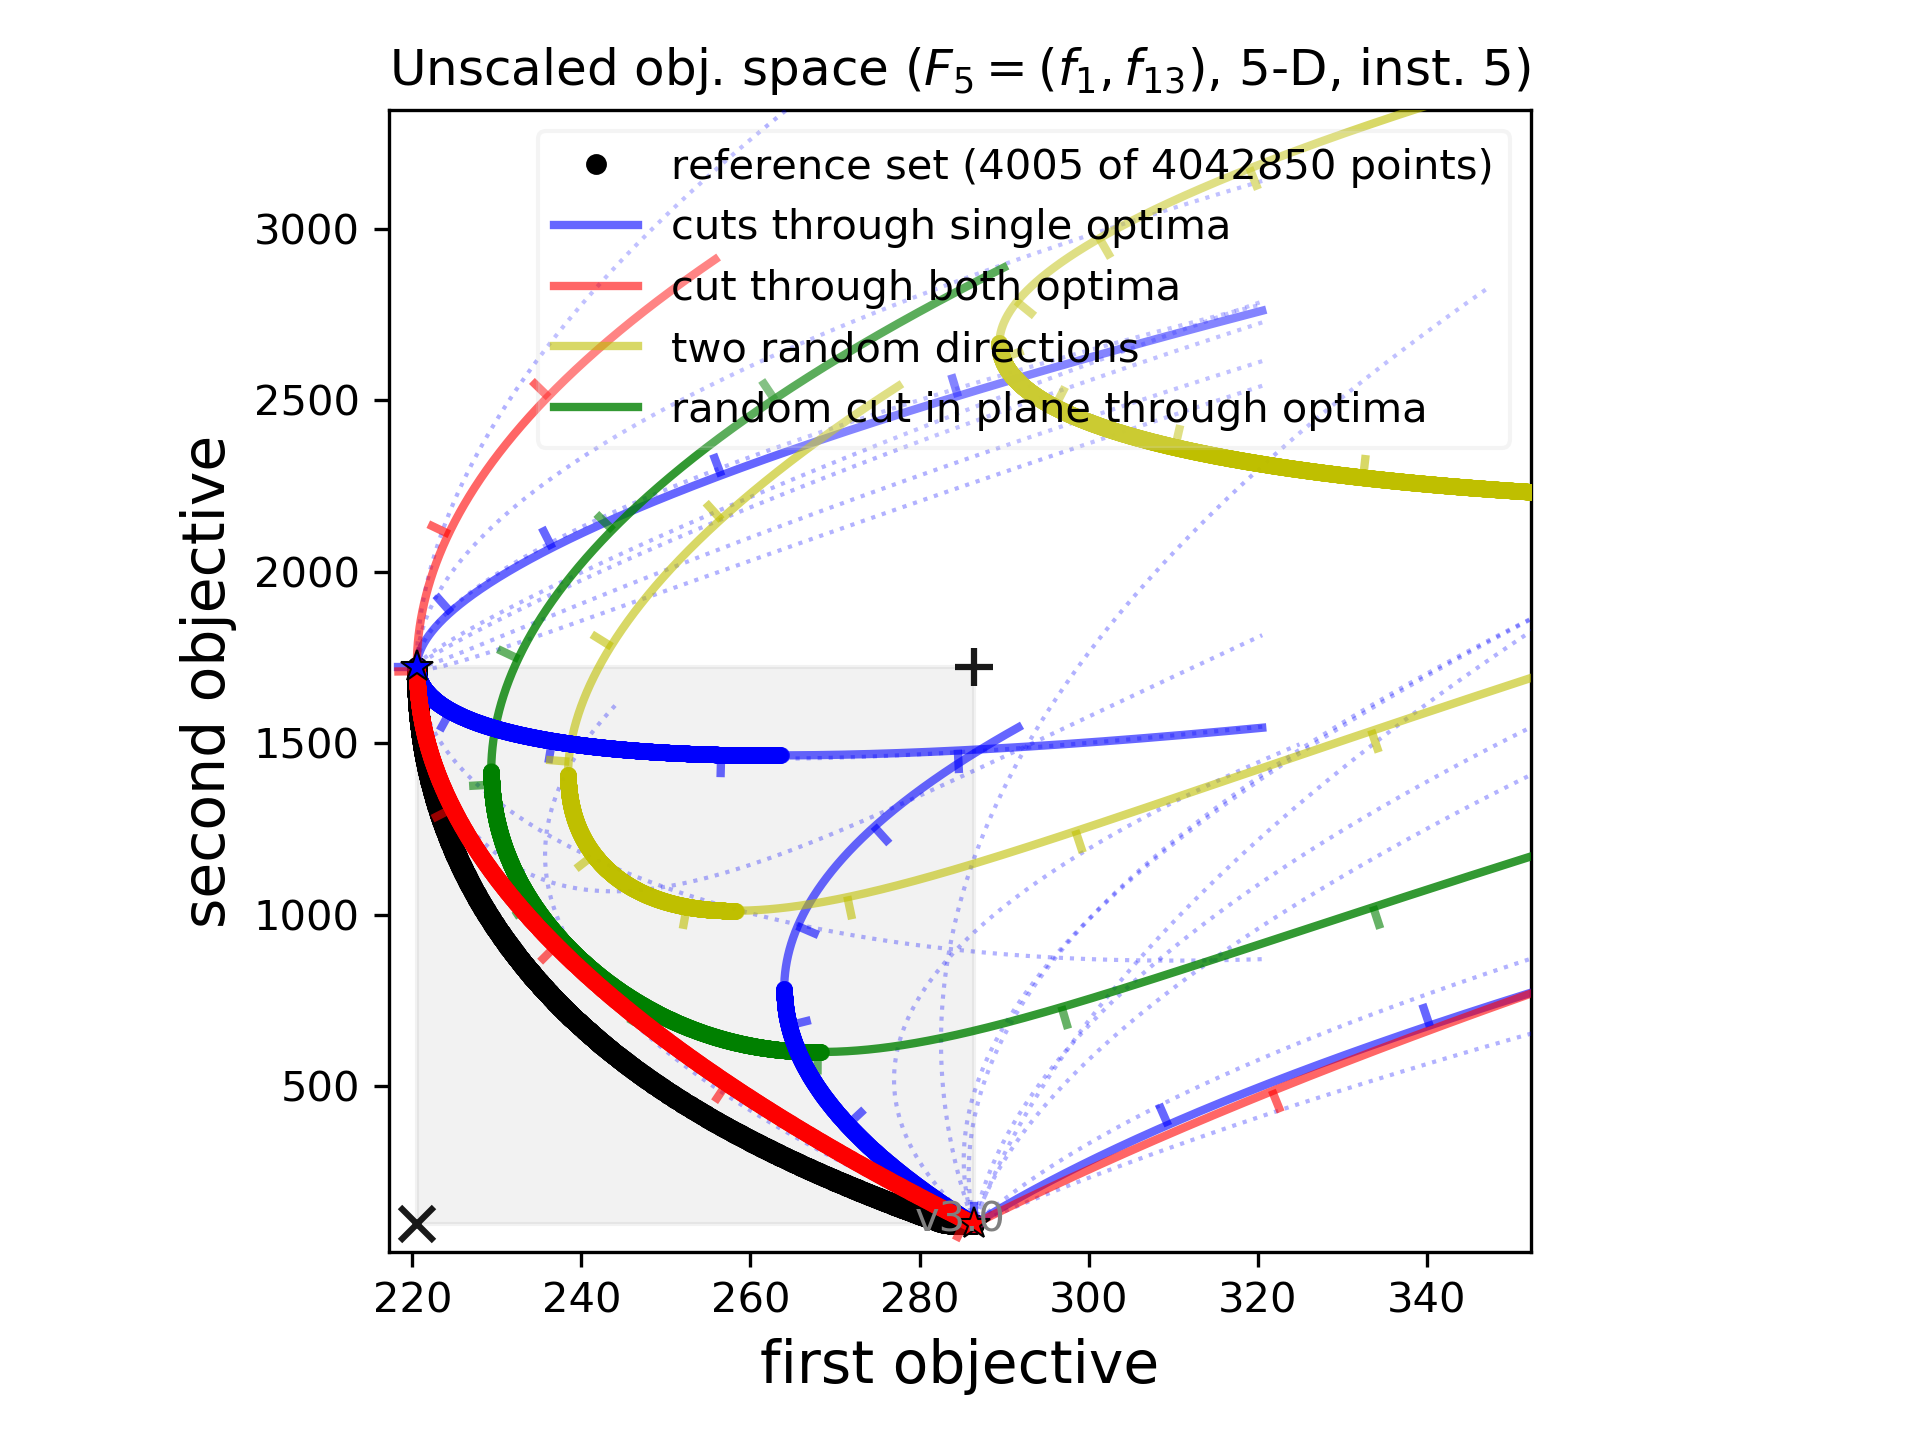 Unscaled obj. space (F5 = (f1, f13), 5-D, inst. 5)
reference set (4005 of 4042850 points)
cuts through single optima
cut through both optima
two random directions
random cut in plane through optima
3000
2500
2000
1500
1000
500
second objective
v3.0
220 240 260 280 300 320 340
first objective